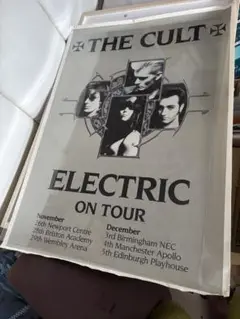 THE CULT
ELECTRIC
ON TOUR
November
26th Newport Centre
28th Brixton Academy
29th Wembley Arena
December
3rd Birmingham N.E.C
4th Manchester Apollo
5th Edinburgh Playhouse